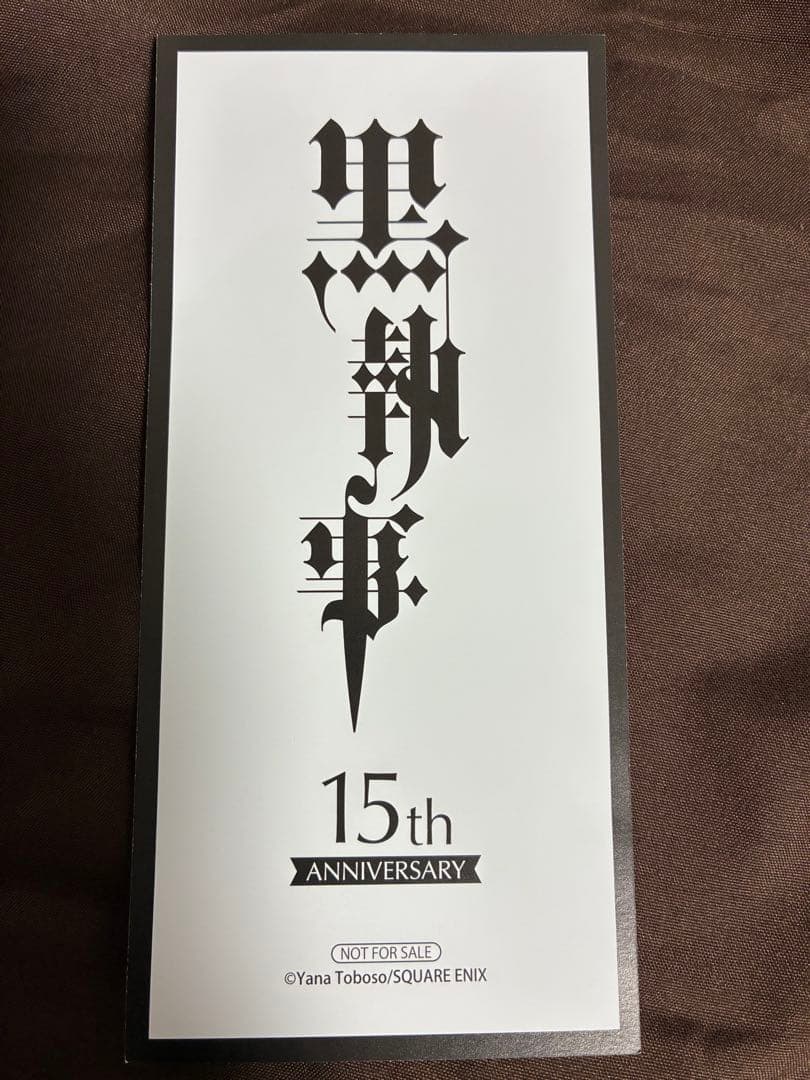 黒執事
15th
ANNIVERSARY
NOT FOR SALE
©Yana Toboso/SQUARE ENIX